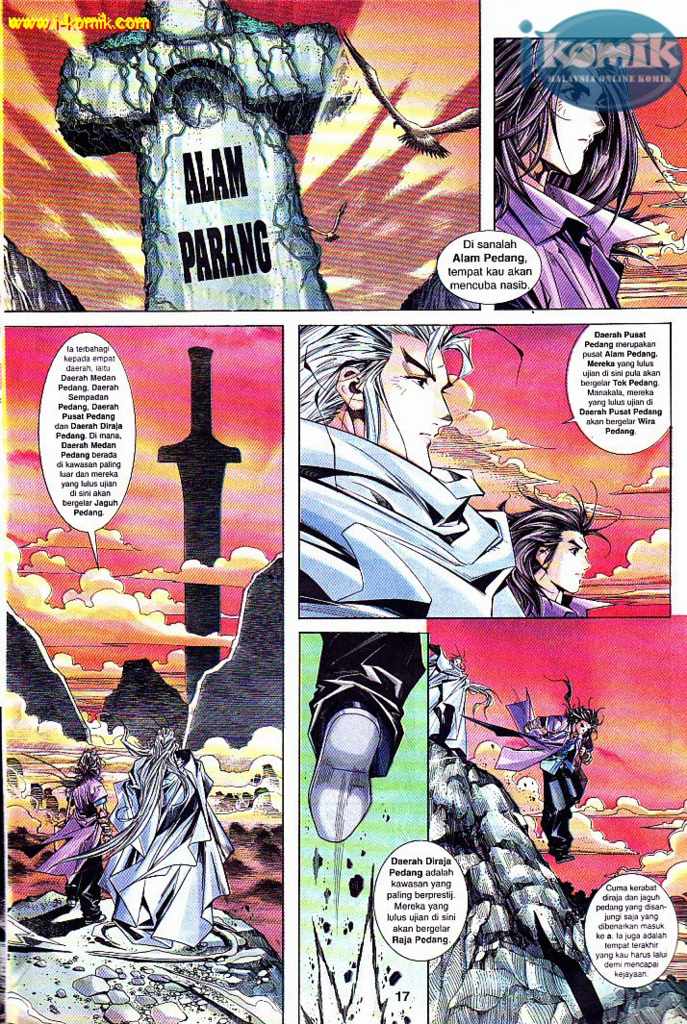 www.i-komik.com
ikomik
MALAYSIA ONLINE KOMIK
ALAM
PARANG
Di sanalah
Alam Pedang,
tempat kau akan
mencuba nasib.
Ia terbahagi
kepada empat
daerah, iaitu
Daerah Medan
Pedang, Daerah
Sempadan
Pedang, Daerah
Pusat Pedang
dan Daerah Diraja
Pedang. Di mana,
Daerah Medan
Pedang berada
di kawasan paling
luar dan mereka
yang lulus ujian
di sini akan
bergelar Jaguh
Pedang.
Daerah Pusat
Pedang merupakan
pusat Alam Pedang.
Mereka yang lulus
ujian di sini pula akan
bergelar Tek Pedang.
Manakala, mereka
yang lulus ujian di
Daerah Pusat Pedang
akan bergelar Wira
Pedang.
Daerah Diraja
Pedang adalah
kawasan yang
paling berprestij.
Mereka yang
lulus ujian di sini
akan bergelar
Raja Pedang.
Cuma kerabat
diraja dan jaguh
pedang yang disan-
jungi saja yang
dibenarkan masuk
ke a. Ia juga adalah
tempat terakhir
yang kau harus lalui
demi mencapai
kejayaan.
17
ikomik